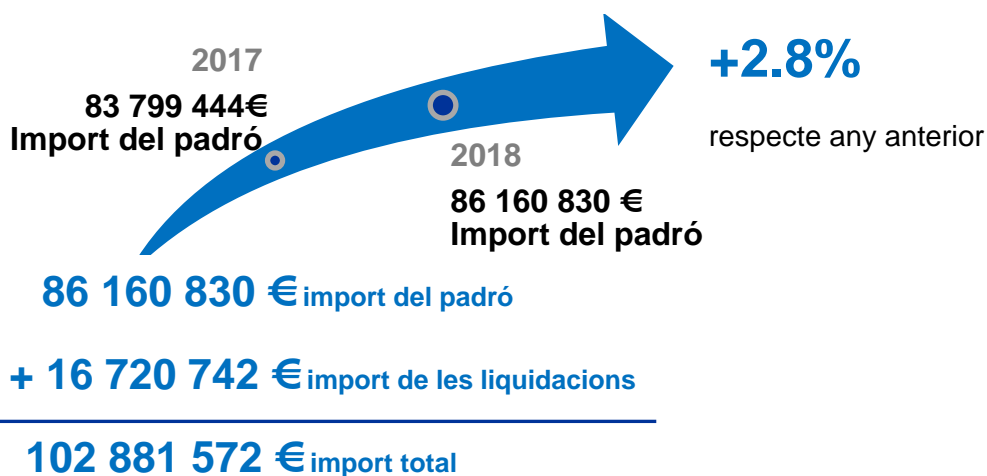 2017
83 799 444€
Import del padró
+2.8%
respecte any anterior
2018
86 160 830 €
Import del padró
86 160 830 € import del padró
+ 16 720 742 € import de les liquidacions
102 881 572 € import total